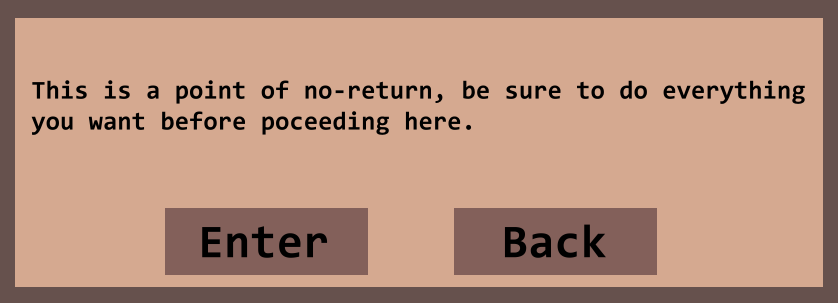 This is a point of no-return, be sure to do everything
you want before poceeding here.
Enter Back